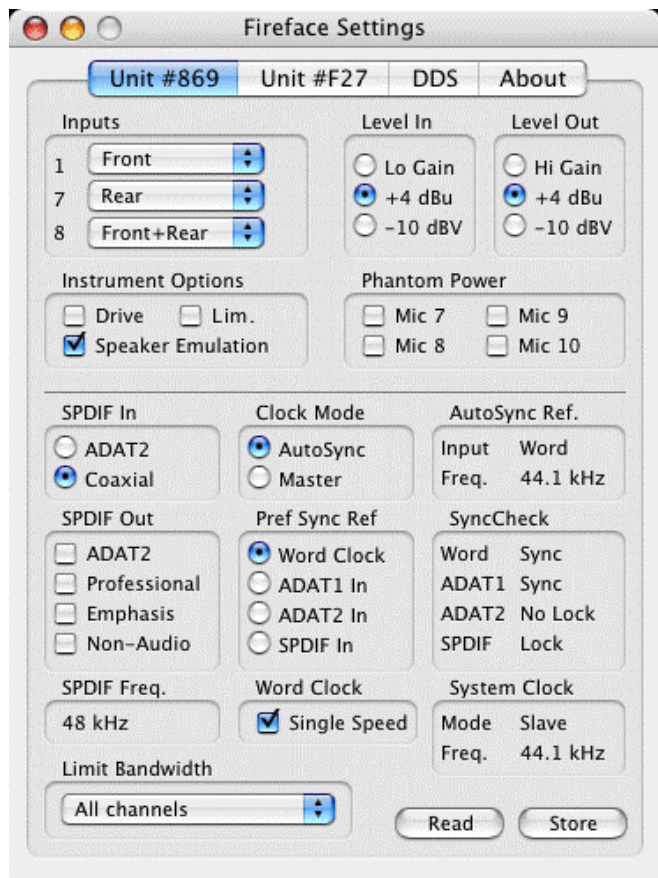 Fireface Settings
Unit #869 Unit #F27 DDS About
Inputs Level In Level Out
1 Front Lo Gain Hi Gain
7 Rear +4 dBu +4 dBu
8 Front+Rear -10 dBV -10 dBV
Instrument Options Phantom Power
Drive Lim. Mic 7 Mic 9
Speaker Emulation Mic 8 Mic 10
SPDIF In Clock Mode AutoSync Ref.
ADAT2 AutoSync Input Word
Coaxial Master Freq. 44.1 kHz
SPDIF Out Pref Sync Ref SyncCheck
ADAT2 Word Clock Word Sync
Professional ADAT1 In ADAT1 Sync
Emphasis ADAT2 In ADAT2 No Lock
Non-Audio SPDIF In SPDIF Lock
SPDIF Freq. Word Clock System Clock
48 kHz Single Speed Mode Slave
Freq. 44.1 kHz
Limit Bandwidth
All channels Read Store